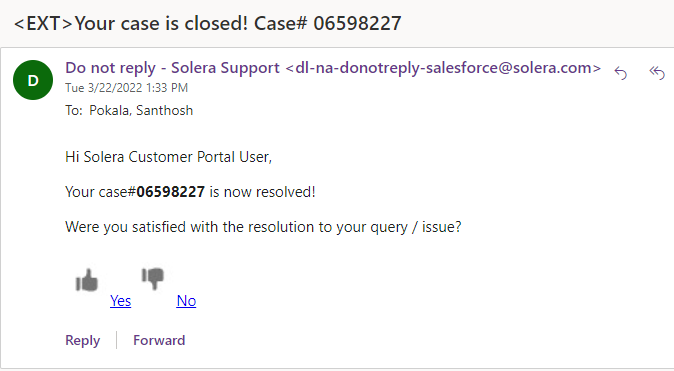 <EXT>Your case is closed! Case# 06598227
D
Do not reply - Solera Support <dl-na-donotreply-salesforce@solera.com>
Tue 3/22/2022 1:33 PM
To: Pokala, Santhosh
Hi Solera Customer Portal User,
Your case#06598227 is now resolved!
Were you satisfied with the resolution to your query / issue?
Yes No
Reply Forward